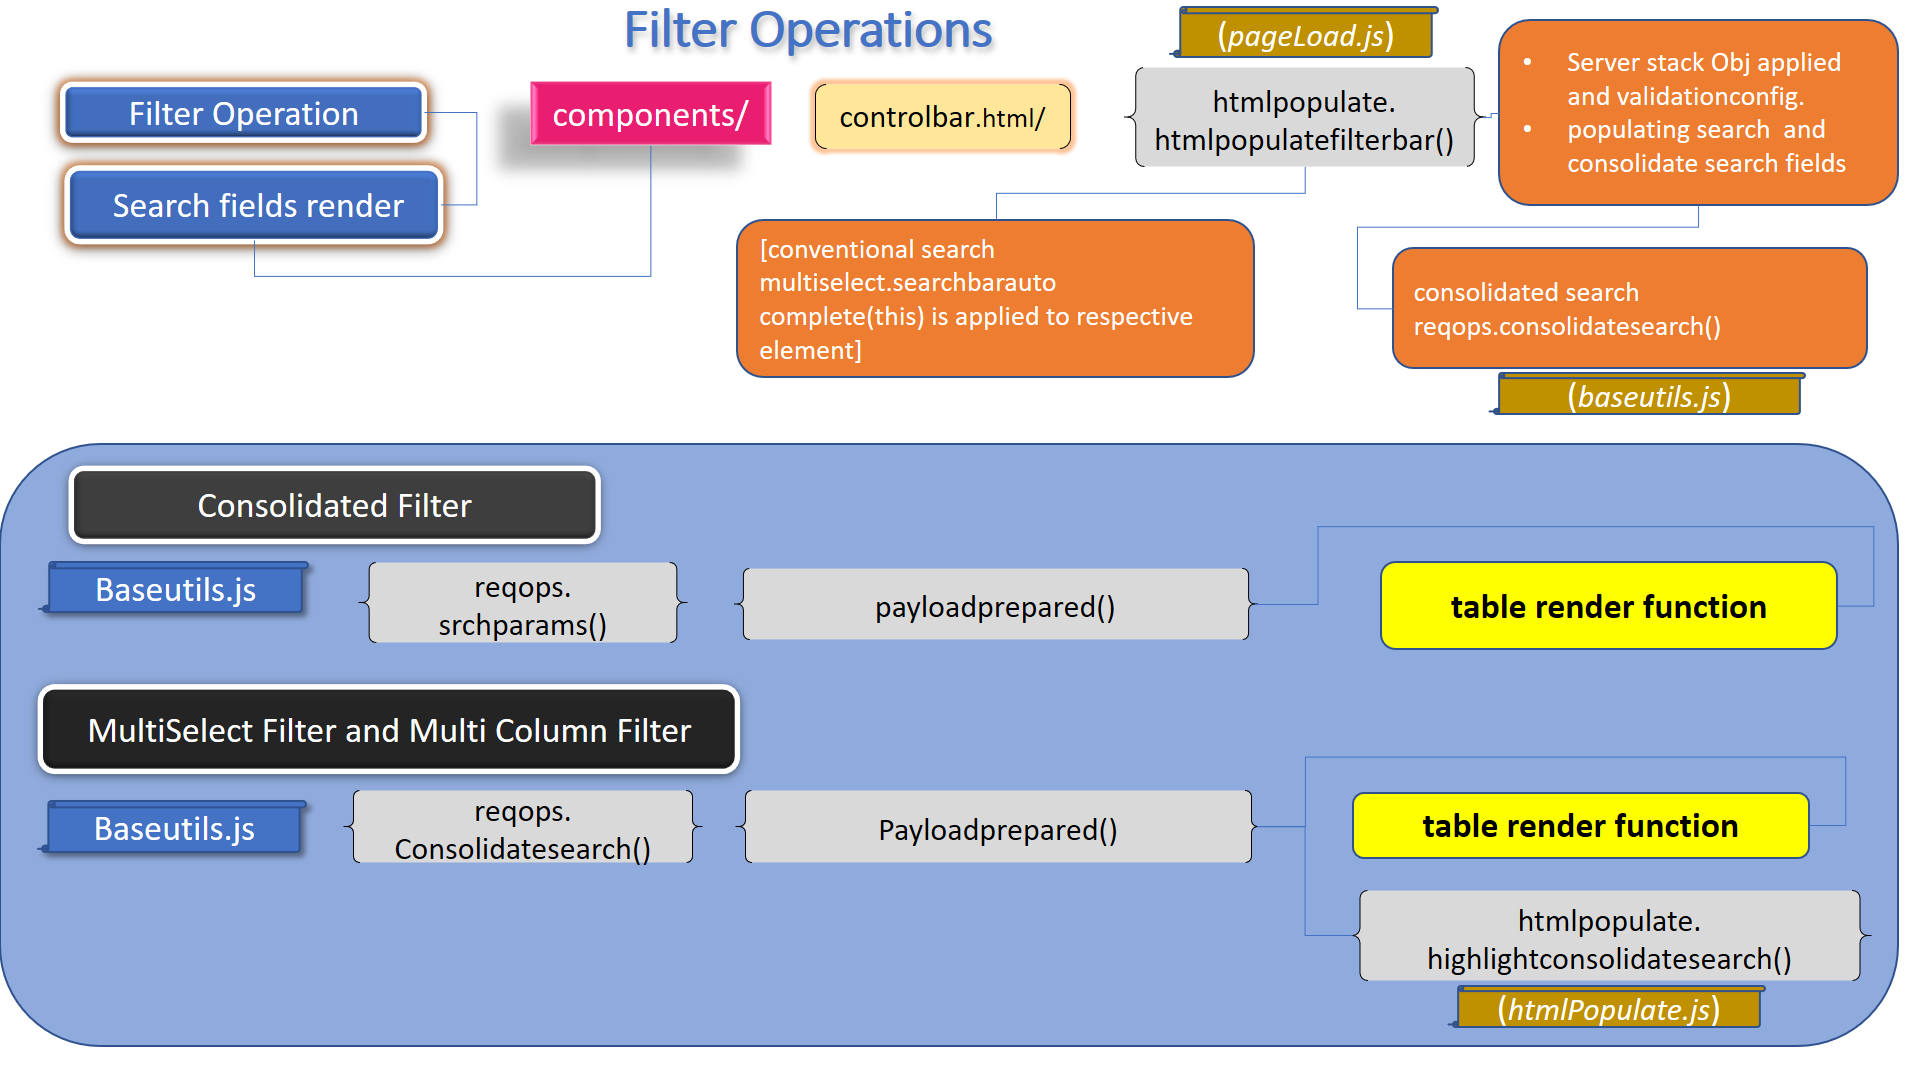 Filter Operations
Filter Operation
Search fields render
components/
controlbar.html/
(pageLoad.js)
htmlpopulate.
htmlpopulatefilterbar()
• Server stack Obj applied
and validationconfig.
• populating search and
consolidate search fields
[conventional search
multiselect.searchbarauto
complete(this) is applied to respective
element]
consolidated search
reqops.consolidatesearch()
(baseutils.js)
Consolidated Filter
Baseutils.js
reqops.
srchparams()
payloadprepared()
table render function
MultiSelect Filter and Multi Column Filter
Baseutils.js
reqops.
Consolidatesearch()
Payloadprepared()
table render function
htmlpopulate.
highlightconsolidatesearch()
(htmlPopulate.js)